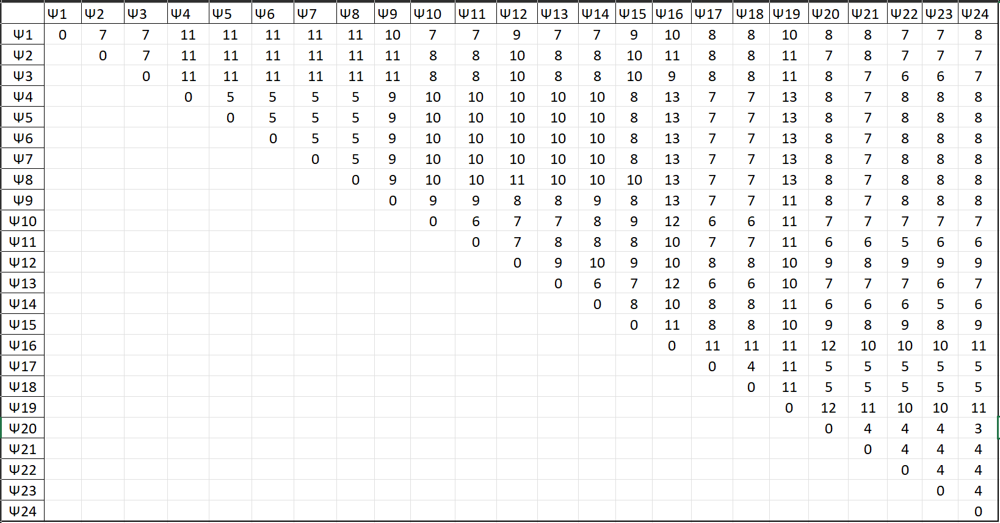 Ψ1 Ψ2 Ψ3 Ψ4 Ψ5 Ψ6 Ψ7 Ψ8 Ψ9 Ψ10 Ψ11 Ψ12 Ψ13 Ψ14 Ψ15 Ψ16 Ψ17 Ψ18 Ψ19 Ψ20 Ψ21 Ψ22 Ψ23 Ψ24
Ψ1 0 7 7 11 11 11 11 11 10 7 7 9 7 7 9 10 8 8 10 8 8 7 7 8
Ψ2 0 7 11 11 11 11 11 11 8 8 10 8 8 10 11 8 8 11 7 8 7 7 7
Ψ3 0 11 11 11 11 11 11 8 8 10 8 8 10 9 8 8 11 8 7 6 6 7
Ψ4 0 5 5 5 5 9 10 10 10 10 10 8 13 7 7 13 8 7 8 8 8
Ψ5 0 5 5 5 9 10 10 10 10 10 8 13 7 7 13 8 7 8 8 8
Ψ6 0 5 5 9 10 10 10 10 10 8 13 7 7 13 8 7 8 8 8
Ψ7 0 5 9 10 10 10 10 10 8 13 7 7 13 8 7 8 8 8
Ψ8 0 9 10 10 11 10 10 10 13 7 7 13 8 7 8 8 8
Ψ9 0 9 9 8 8 9 8 13 7 7 11 8 7 8 8 8
Ψ10 0 6 7 7 8 9 12 6 6 11 7 7 7 7 7
Ψ11 0 7 8 8 8 10 7 7 11 6 6 5 6 6
Ψ12 0 9 10 9 10 8 8 10 9 8 9 9 9
Ψ13 0 6 7 12 6 6 10 7 7 7 6 7
Ψ14 0 8 10 8 8 11 6 6 6 5 6
Ψ15 0 11 8 8 10 9 8 9 8 9
Ψ16 0 11 11 11 12 10 10 10 11
Ψ17 0 4 11 5 5 5 5 5
Ψ18 0 11 5 5 5 5 5
Ψ19 0 12 11 10 10 11
Ψ20 0 4 4 4 3
Ψ21 0 4 4 4
Ψ22 0 4 4
Ψ23 0 4
Ψ24 0